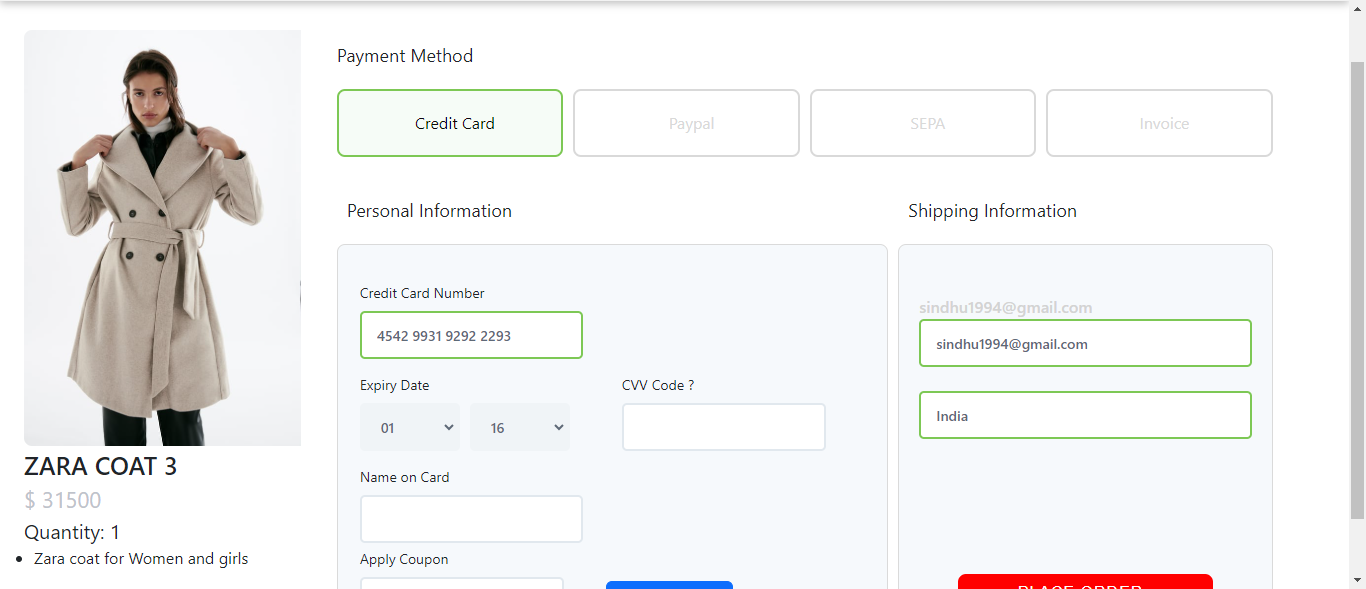 Payment Method
Credit Card
Paypal
SEPA
Invoice
Personal Information
Shipping Information
Credit Card Number
4542 9931 9292 2293
Expiry Date
CVV Code ?
01
16
Name on Card
Apply Coupon
sindhu1994@gmail.com
sindhu1994@gmail.com
India
PLACE ORDER
ZARA COAT 3
$ 31500
Quantity: 1
Zara coat for Women and girls